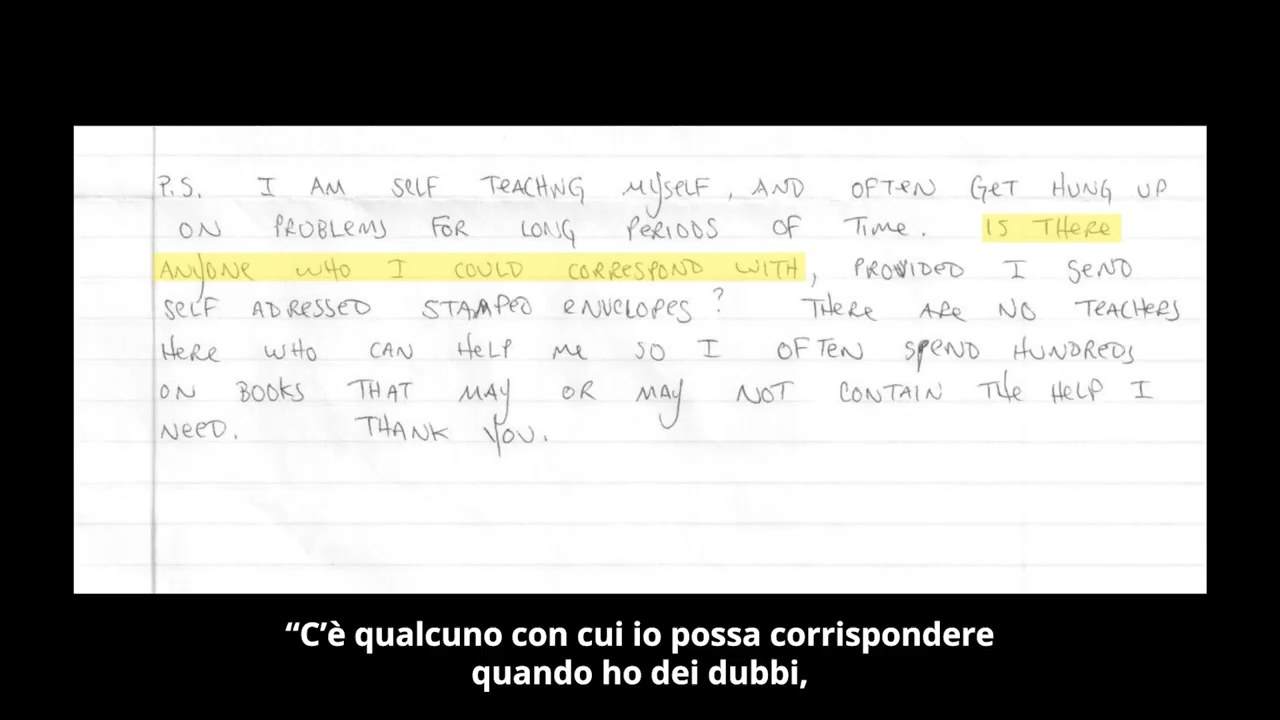 P.S. I AM SELF TEACHNG MYSELF, AND OFTEN GET HUNG UP
ON PROBLEMS FOR LONG PERIODS OF TIME. IS THERE
ANYONE WHO I COULD CORRESPOND WITH, PROVIDED I SEND
SELF ADRESSED STAMPED ENVELOPES? THERE ARE NO TEACHERS
HERE WHO CAN HELP ME SO I OFTEN SPEND HUNDREDS
ON BOOKS THAT MAY OR MAY NOT CONTAIN THE HELP I
NEED. THANK YOU.
“C’è qualcuno con cui io possa corrispondere
quando ho dei dubbi,